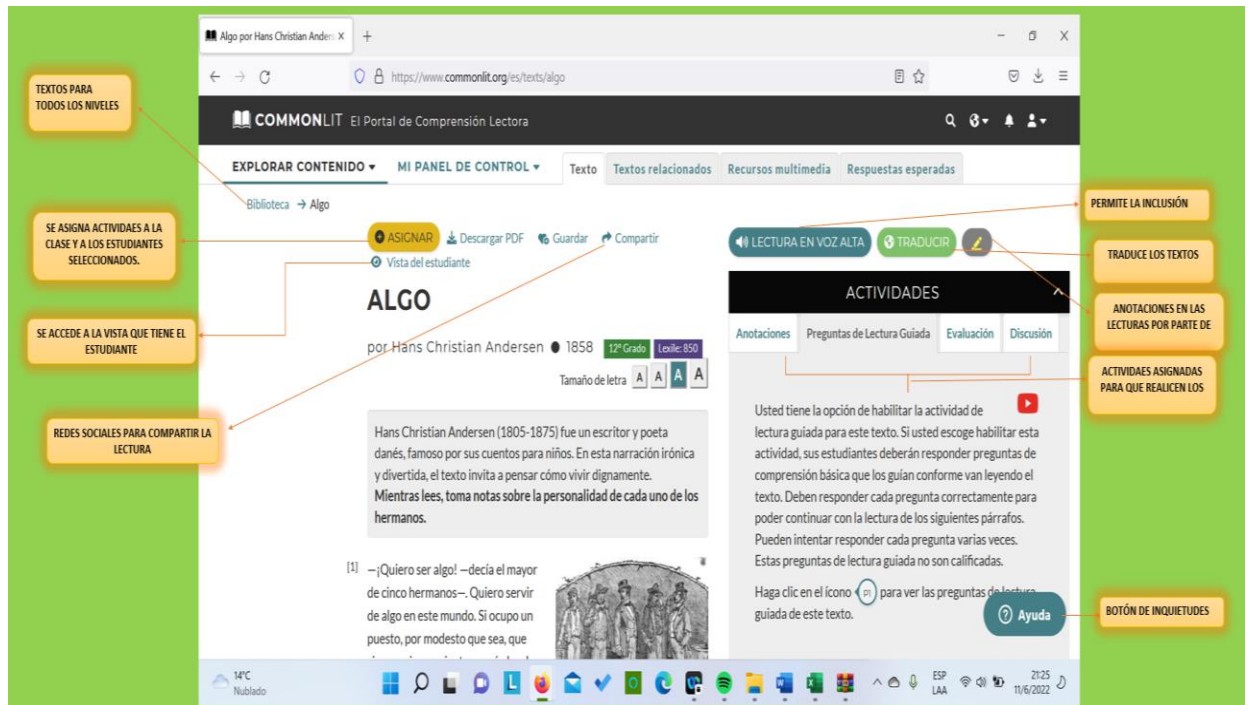 Algo por Hans Christian Anders X +
https://www.commonlit.org/es/texts/algo
COMMONLIT El Portal de Comprensión Lectora
EXPLORAR CONTENIDO MI PANEL DE CONTROL Texto Textos relacionados Recursos multimedia Respuestas esperadas
Biblioteca → Algo
ASIGNAR Descargar PDF Guardar Compartir
Vista del estudiante
ALGO
por Hans Christian Andersen ● 1858 12º Grado Lexile: 850
Tamaño de letra A A A A
Hans Christian Andersen (1805-1875) fue un escritor y poeta
danés, famoso por sus cuentos para niños. En esta narración irónica
y divertida, el texto invita a pensar cómo vivir dignamente.
Mientras lees, toma notas sobre la personalidad de cada uno de los
hermanos.
[1] —¡Quiero ser algo! —decía el mayor
de cinco hermanos—. Quiero servir
de algo en este mundo. Si ocupo un
puesto, por modesto que sea, que
LECTURA EN VOZ ALTA TRADUCIR
ACTIVIDADES
Anotaciones Preguntas de Lectura Guiada Evaluación Discusión
Usted tiene la opción de habilitar la actividad de
lectura guiada para este texto. Si usted escoge habilitar esta
actividad, sus estudiantes deberán responder preguntas de
comprensión básica que los guían conforme van leyendo el
texto. Deben responder cada pregunta correctamente para
poder continuar con la lectura de los siguientes párrafos.
Pueden intentar responder cada pregunta varias veces.
Estas preguntas de lectura guiada no son calificadas.
Haga clic en el ícono P1 para ver las preguntas de lectura
guiada de este texto.
Ayuda
14°C
Nublado
ESP
LAA
21:25
11/6/2022
TEXTOS PARA
TODOS LOS NIVELES
SE ASIGNA ACTIVIDAES A LA
CLASE Y A LOS ESTUDIANTES
SELECCIONADOS.
SE ACCEDE A LA VISTA QUE TIENE EL
ESTUDIANTE
REDES SOCIALES PARA COMPARTIR LA
LECTURA
PERMITE LA INCLUSIÓN
TRADUCE LOS TEXTOS
ANOTACIONES EN LAS
LECTURAS POR PARTE DE
ACTIVIDAES ASIGNADAS
PARA QUE REALICEN LOS
BOTÓN DE INQUIETUDES